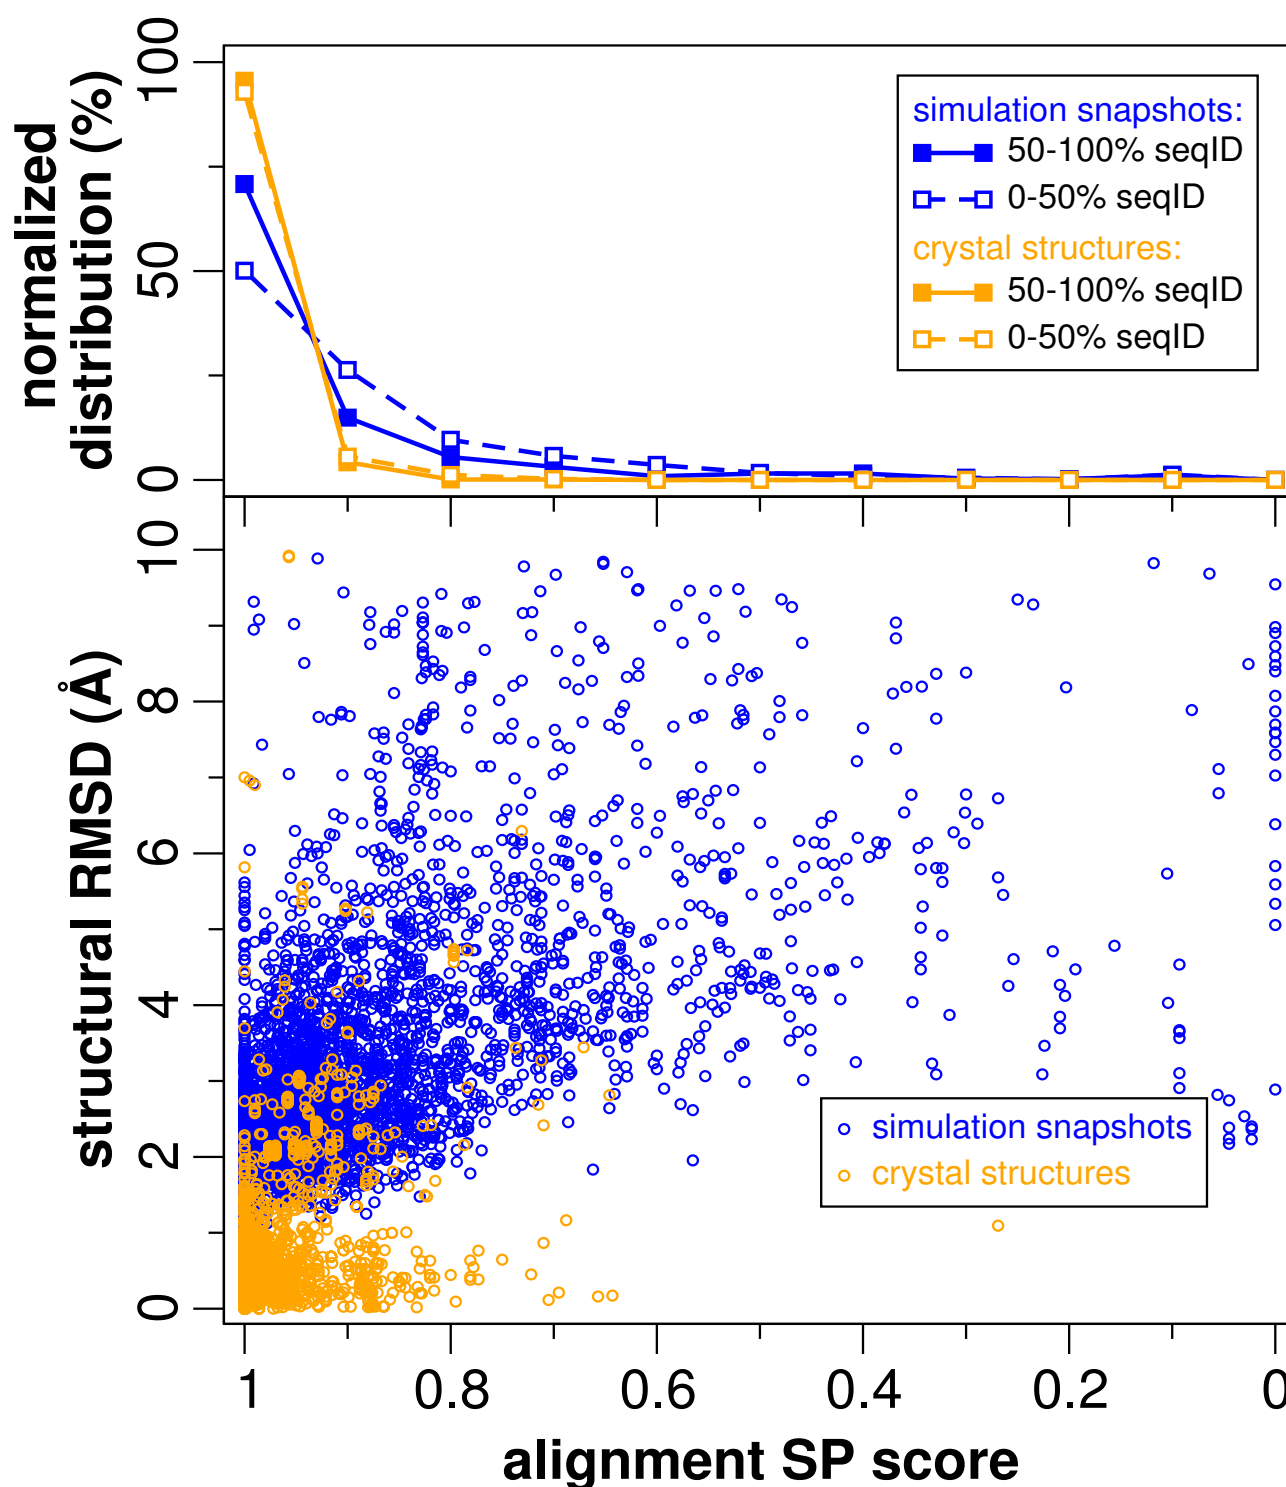 normalized
distribution (%)
100
50
0
simulation snapshots:
50-100% seqID
0-50% seqID
crystal structures:
50-100% seqID
0-50% seqID
structural RMSD (Å)
10
8
6
4
2
0
simulation snapshots
crystal structures
1 0.8 0.6 0.4 0.2 0
alignment SP score